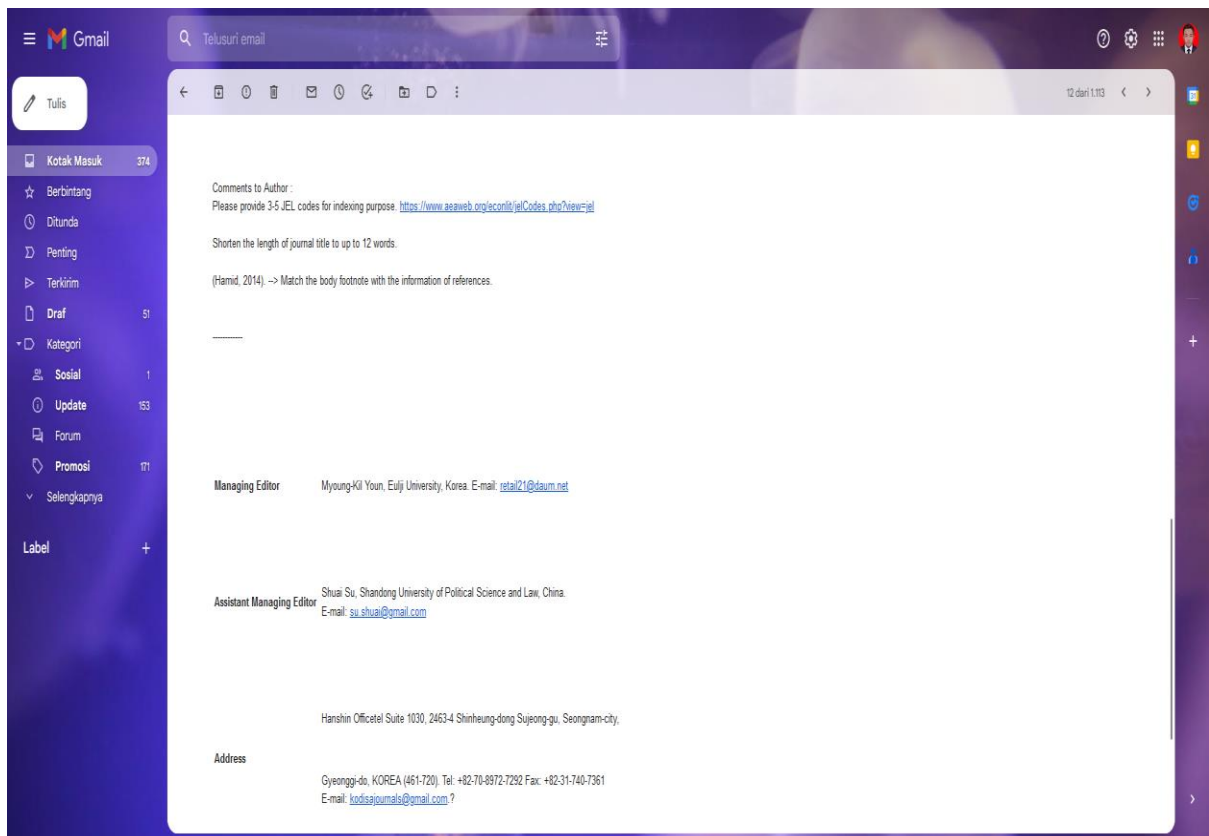 Gmail
Telusuri email
Tulis
12 dari 1.113
Kotak Masuk 374
Berbintang
Ditunda
Penting
Terkirim
Draf 51
Kategori
Sosial 1
Update 153
Forum
Promosi 171
Selengkapnya
Label
Comments to Author :
Please provide 3-5 JEL codes for indexing purpose. https://www.aeaweb.org/econlit/jelCodes.php?view=jel
Shorten the length of journal title to up to 12 words.
(Hamid, 2014). --> Match the body footnote with the information of references.
------------
Managing Editor Myoung-Kil Youn, Eulji University, Korea. E-mail: retail21@daum.net
Assistant Managing Editor Shuai Su, Shandong University of Political Science and Law, China.
E-mail: su.shuai@gmail.com
Hanshin Officetel Suite 1030, 2463-4 Shinheung-dong Sujeong-gu, Seongnam-city,
Address
Gyeonggi-do, KOREA (461-720). Tel: +82-70-8972-7292 Fax: +82-31-740-7361
E-mail: kodisajournals@gmail.com.?